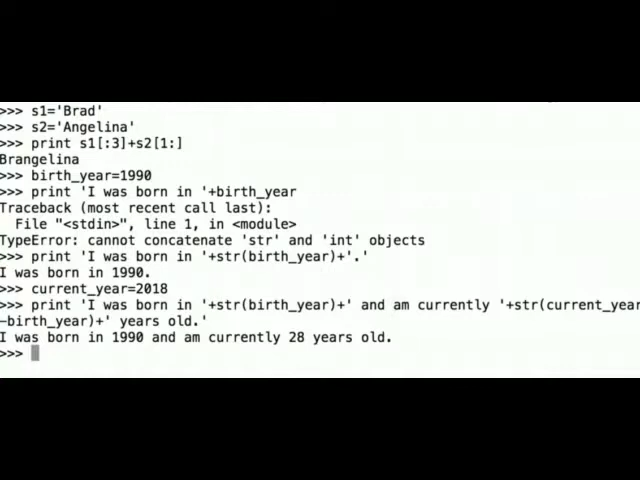 >>> s1='Brad'
>>> s2='Angelina'
>>> print s1[:3]+s2[1:]
Brangelina
>>> birth_year=1990
>>> print 'I was born in '+birth_year
Traceback (most recent call last):
  File "<stdin>", line 1, in <module>
TypeError: cannot concatenate 'str' and 'int' objects
>>> print 'I was born in '+str(birth_year)+'.'
I was born in 1990.
>>> current_year=2018
>>> print 'I was born in '+str(birth_year)+' and am currently '+str(current_year
-birth_year)+' years old.'
I was born in 1990 and am currently 28 years old.
>>>